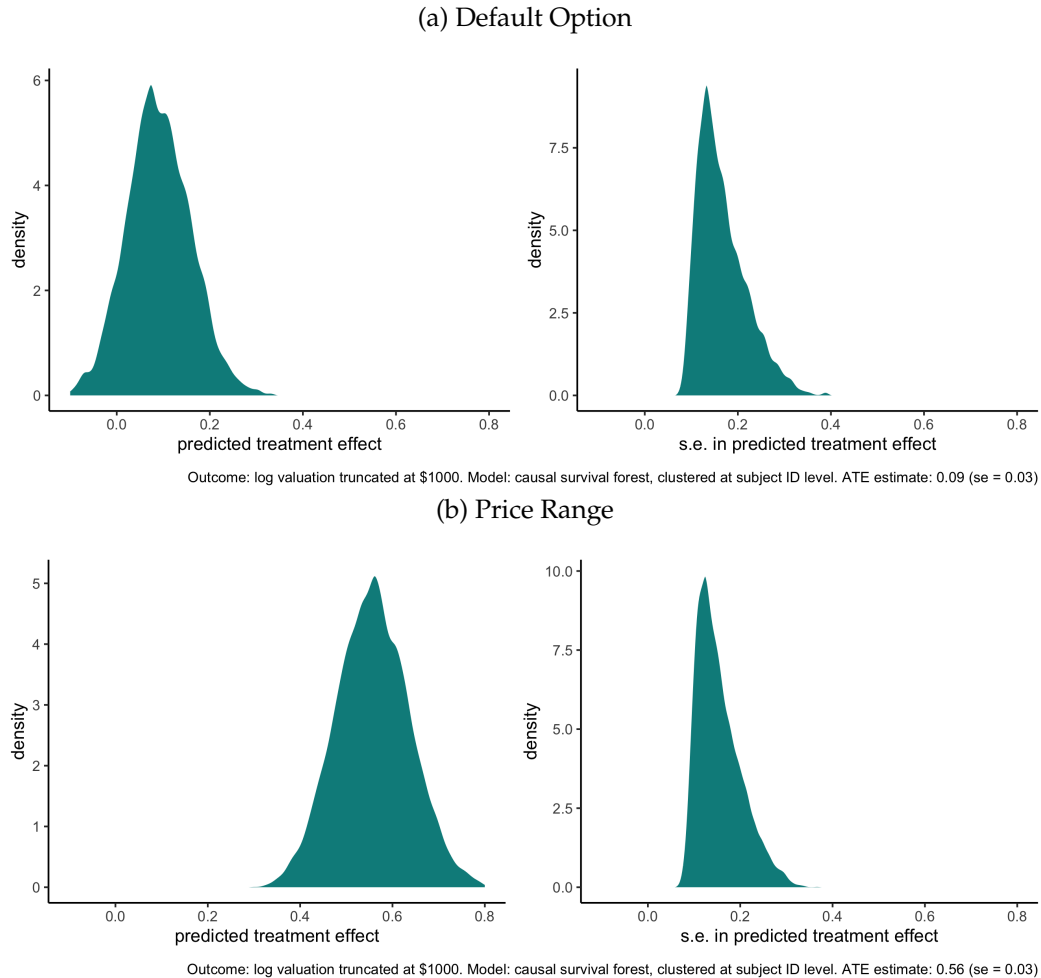 (a) Default Option
6
4
2
0
density
0.0 0.2 0.4 0.6 0.8
predicted treatment effect
7.5
5.0
2.5
0.0
density
0.0 0.2 0.4 0.6 0.8
s.e. in predicted treatment effect
Outcome: log valuation truncated at $1000. Model: causal survival forest, clustered at subject ID level. ATE estimate: 0.09 (se = 0.03)
(b) Price Range
5
4
3
2
1
0
density
0.0 0.2 0.4 0.6 0.8
predicted treatment effect
10.0
7.5
5.0
2.5
0.0
density
0.0 0.2 0.4 0.6 0.8
s.e. in predicted treatment effect
Outcome: log valuation truncated at $1000. Model: causal survival forest, clustered at subject ID level. ATE estimate: 0.56 (se = 0.03)